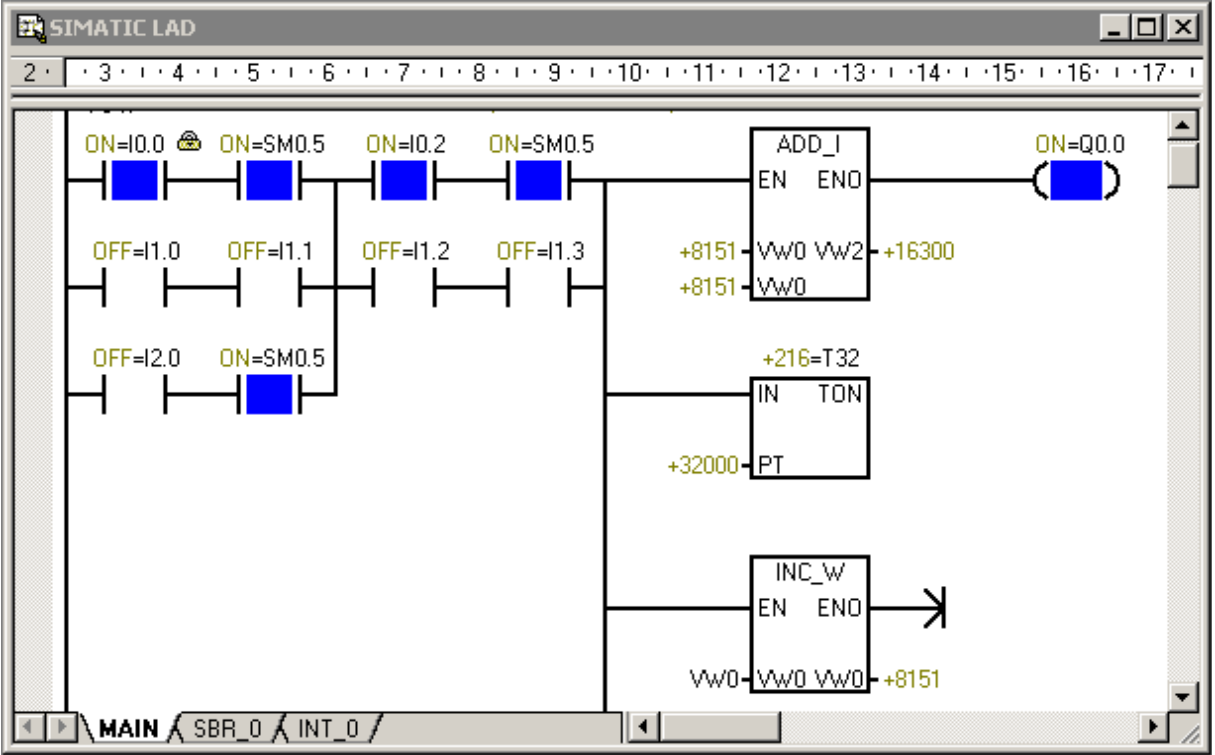 SIMATIC LAD
2 · · 3 · ı · 4 · ı · 5 · ı · 6 · ı · 7 · ı · 8 · ı · 9 · ı · 10 · ı · 11 · ı · 12 · ı · 13 · ı · 14 · ı · 15 · ı · 16 · ı · 17 · ı
ON=I0.0 ON=SM0.5 ON=I0.2 ON=SM0.5 ADD_I ON=Q0.0
EN ENO
OFF=I1.0 OFF=I1.1 OFF=I1.2 OFF=I1.3 +8151 VW0 VW2 +16300
+8151 VW0
OFF=I2.0 ON=SM0.5 +216=T32
IN TON
+32000 PT
INC_W
EN ENO
VW0 VW0 VW0 +8151
MAIN SBR_0 INT_0